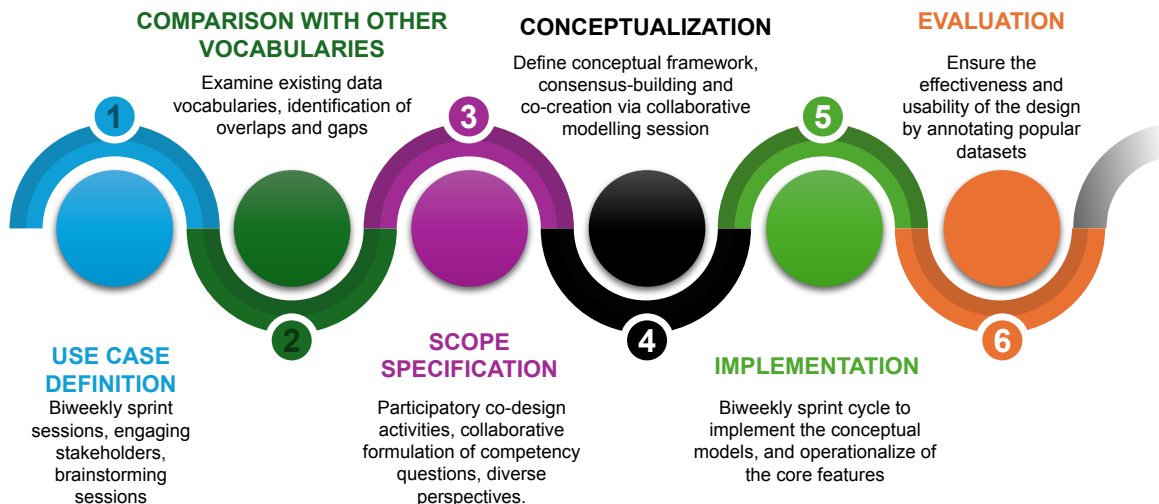 1
USE CASE
DEFINITION
Biweekly sprint
sessions, engaging
stakeholders,
brainstorming
sessions
COMPARISON WITH OTHER
VOCABULARIES
Examine existing data
vocabularies, identification of
overlaps and gaps
2
3
SCOPE
SPECIFICATION
Participatory co-design
activities, collaborative
formulation of competency
questions, diverse
perspectives.
CONCEPTUALIZATION
Define conceptual framework,
consensus-building and
co-creation via collaborative
modelling session
4
5
IMPLEMENTATION
Biweekly sprint cycle to
implement the conceptual
models, and operationalize of
the core features
EVALUATION
Ensure the
effectiveness and
usability of the design
by annotating popular
datasets
6